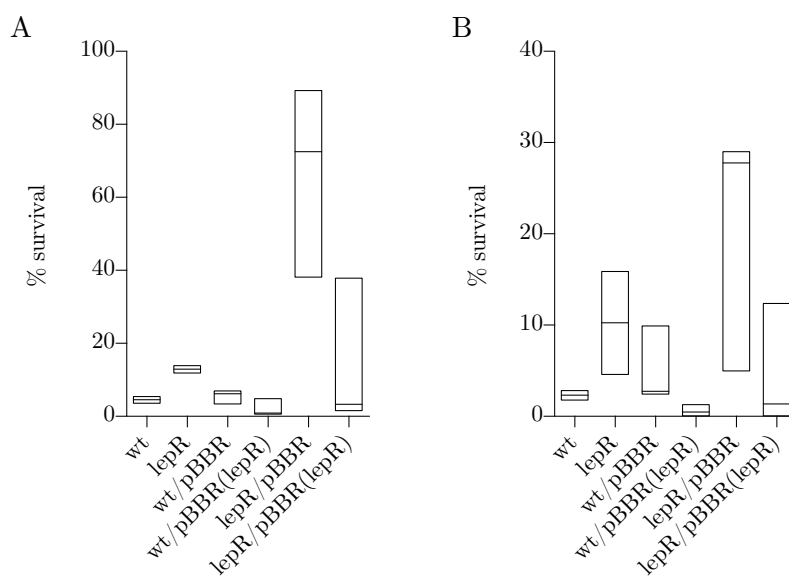 A
B
% survival
100
80
60
40
20
0
wt
lepR
wt/pBBR
wt/pBBR(lepR)
lepR/pBBR
lepR/pBBR(lepR)
% survival
40
30
20
10
0
wt
lepR
wt/pBBR
wt/pBBR(lepR)
lepR/pBBR
lepR/pBBR(lepR)